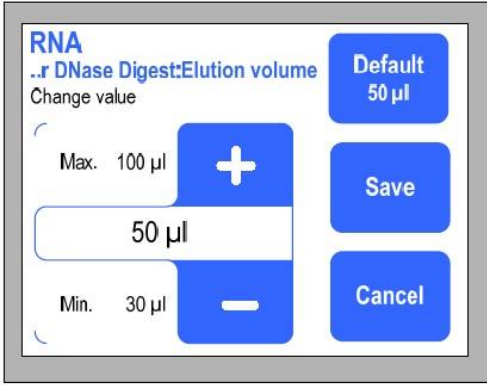 RNA
..r DNase Digest:Elution volume
Change value
Default
50 µl
Max. 100 µl
+
Save
50 µl
Min. 30 µl
−
Cancel